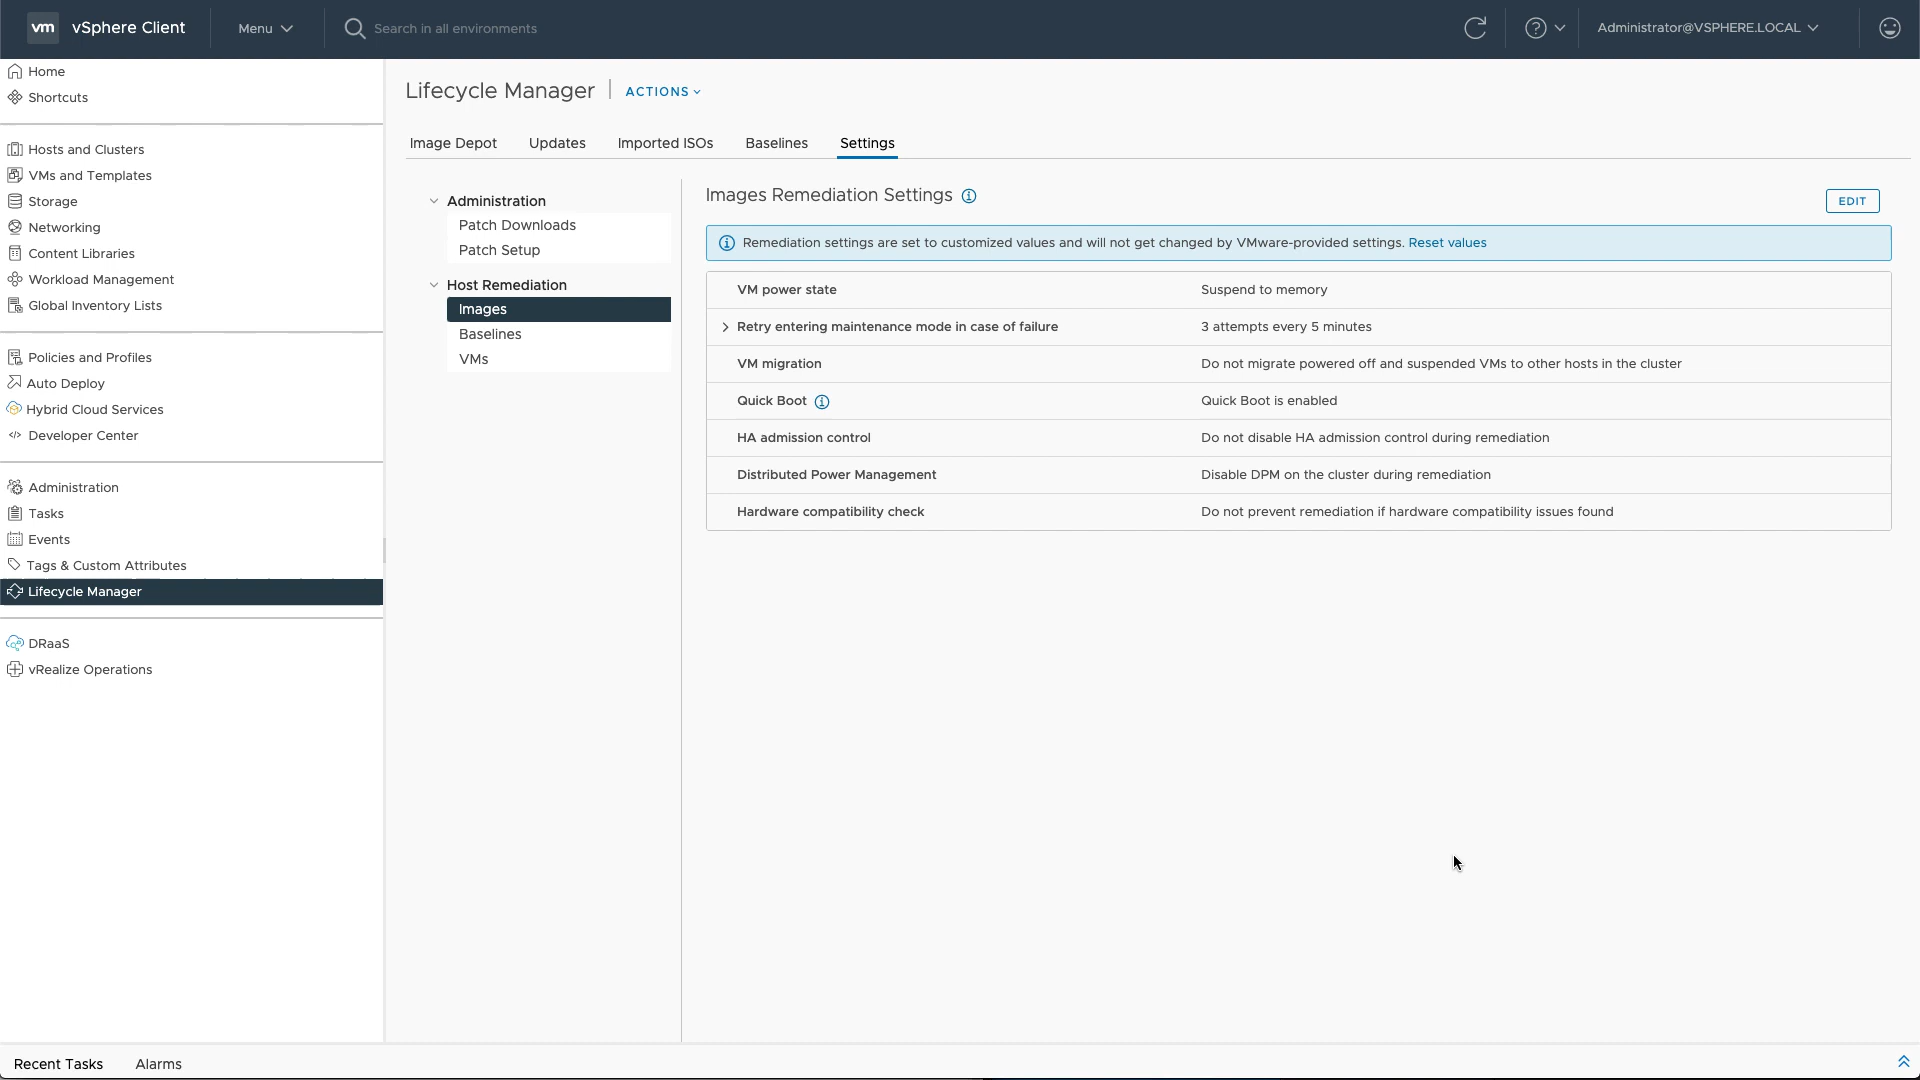 vm vSphere Client Menu Search in all environments Administrator@VSPHERE.LOCAL
Home
Shortcuts
Hosts and Clusters
VMs and Templates
Storage
Networking
Content Libraries
Workload Management
Global Inventory Lists
Policies and Profiles
Auto Deploy
Hybrid Cloud Services
Developer Center
Administration
Tasks
Events
Tags & Custom Attributes
Lifecycle Manager
DRaaS
vRealize Operations
Lifecycle Manager ACTIONS
Image Depot Updates Imported ISOs Baselines Settings
Administration
Patch Downloads
Patch Setup
Host Remediation
Images
Baselines
VMs
Images Remediation Settings EDIT
Remediation settings are set to customized values and will not get changed by VMware-provided settings. Reset values
VM power state Suspend to memory
Retry entering maintenance mode in case of failure 3 attempts every 5 minutes
VM migration Do not migrate powered off and suspended VMs to other hosts in the cluster
Quick Boot Quick Boot is enabled
HA admission control Do not disable HA admission control during remediation
Distributed Power Management Disable DPM on the cluster during remediation
Hardware compatibility check Do not prevent remediation if hardware compatibility issues found
Recent Tasks Alarms